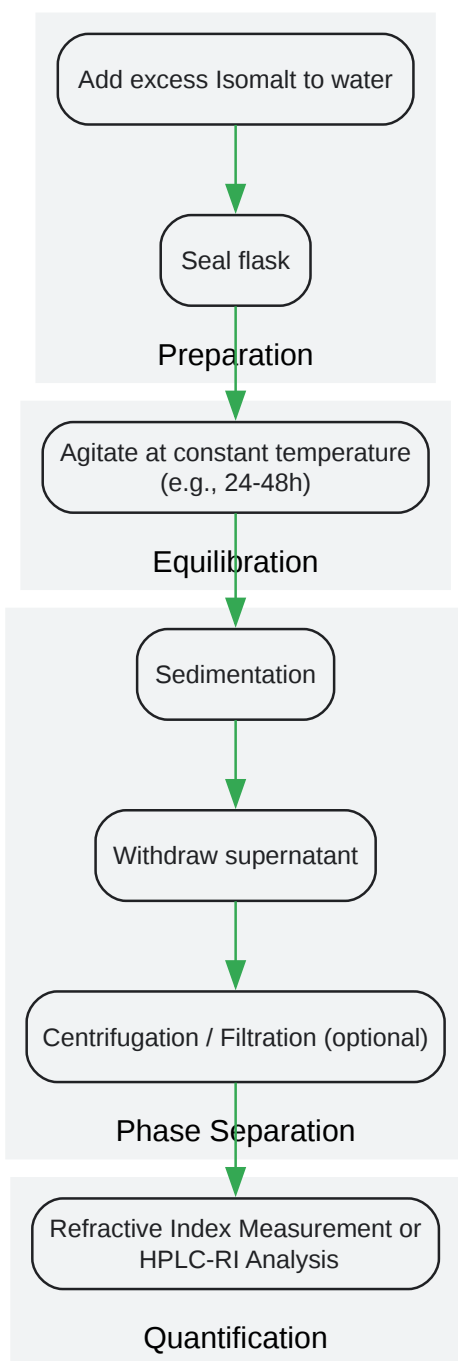 Add excess Isomalt to water
Seal flask
Preparation
Agitate at constant temperature
(e.g., 24-48h)
Equilibration
Sedimentation
Withdraw supernatant
Centrifugation / Filtration (optional)
Phase Separation
Refractive Index Measurement or
HPLC-RI Analysis
Quantification